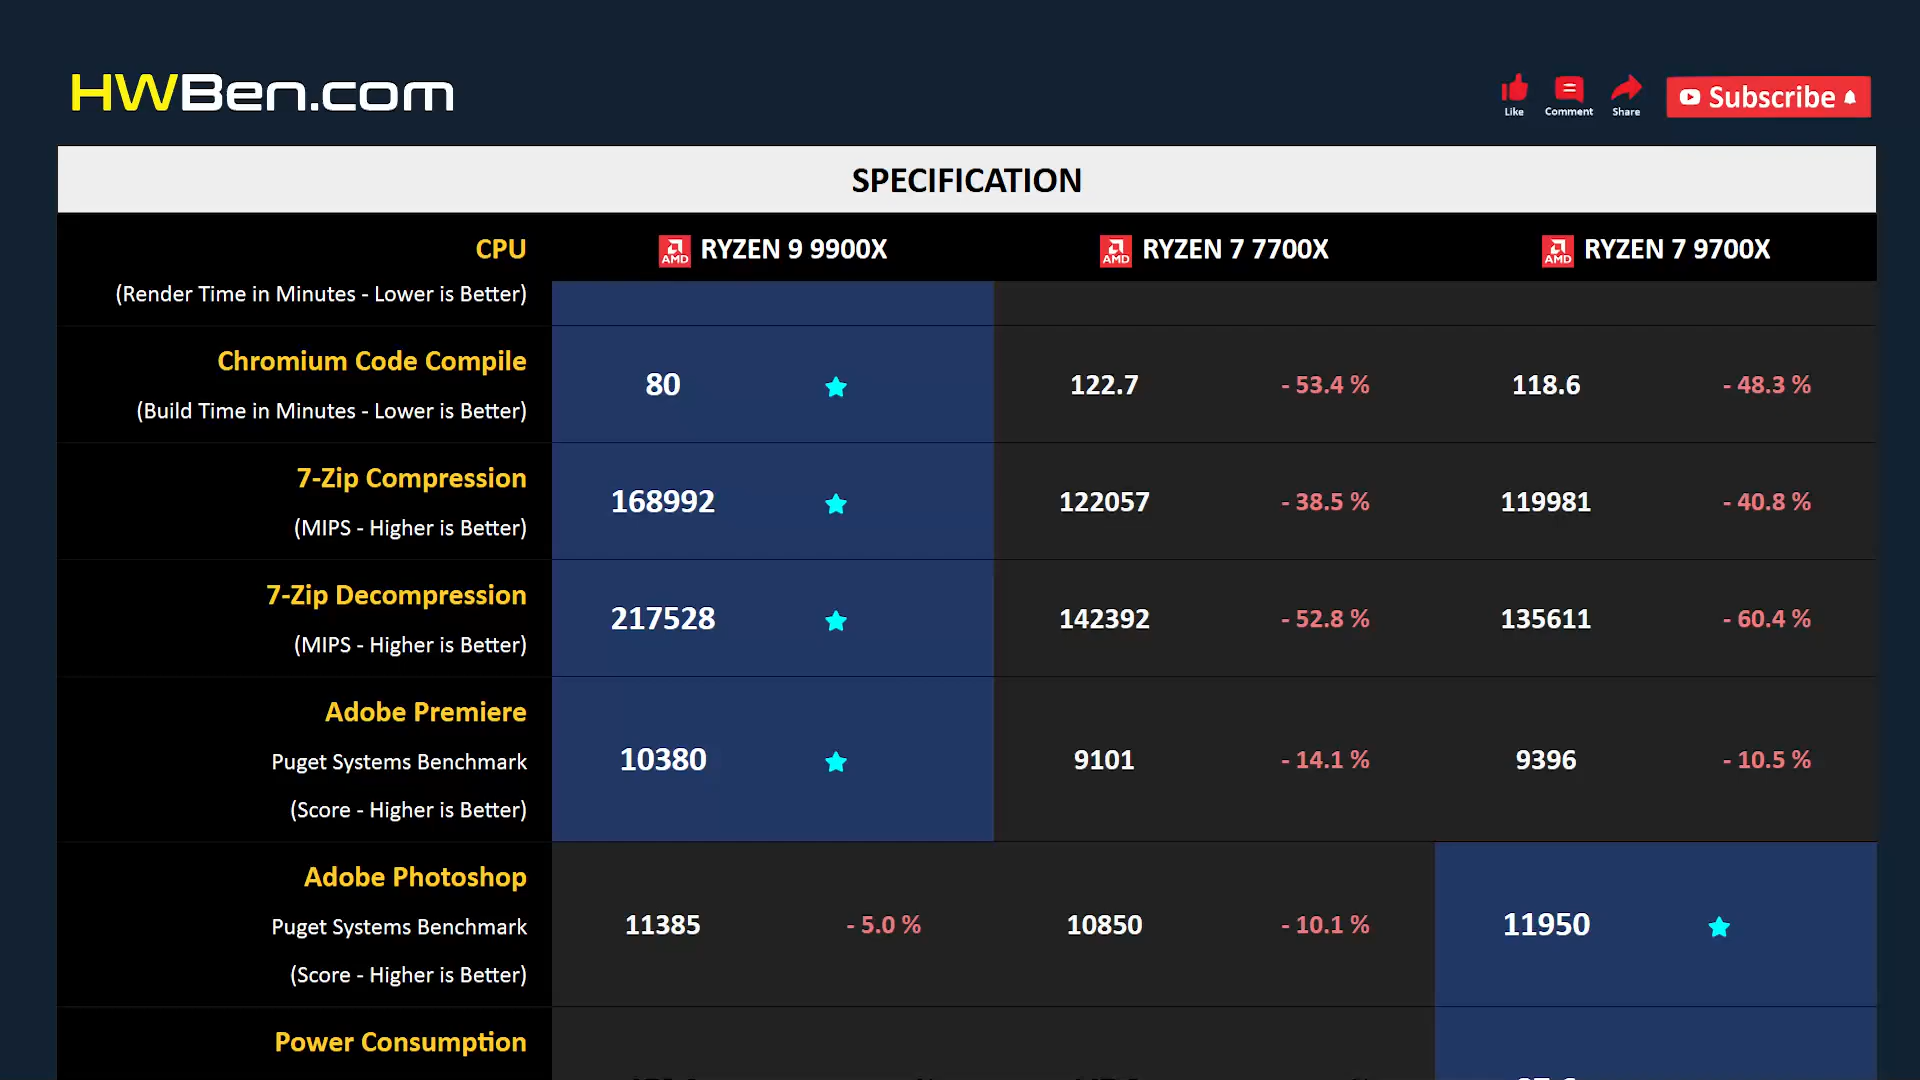 HWBen.com
Like
Comment
Share
Subscribe
SPECIFICATION
CPU
AMD RYZEN 9 9900X
AMD RYZEN 7 7700X
AMD RYZEN 7 9700X
(Render Time in Minutes - Lower is Better)
Chromium Code Compile
(Build Time in Minutes - Lower is Better)
80
122.7
- 53.4 %
118.6
- 48.3 %
7-Zip Compression
(MIPS - Higher is Better)
168992
122057
- 38.5 %
119981
- 40.8 %
7-Zip Decompression
(MIPS - Higher is Better)
217528
142392
- 52.8 %
135611
- 60.4 %
Adobe Premiere
Puget Systems Benchmark
(Score - Higher is Better)
10380
9101
- 14.1 %
9396
- 10.5 %
Adobe Photoshop
Puget Systems Benchmark
(Score - Higher is Better)
11385
- 5.0 %
10850
- 10.1 %
11950
Power Consumption